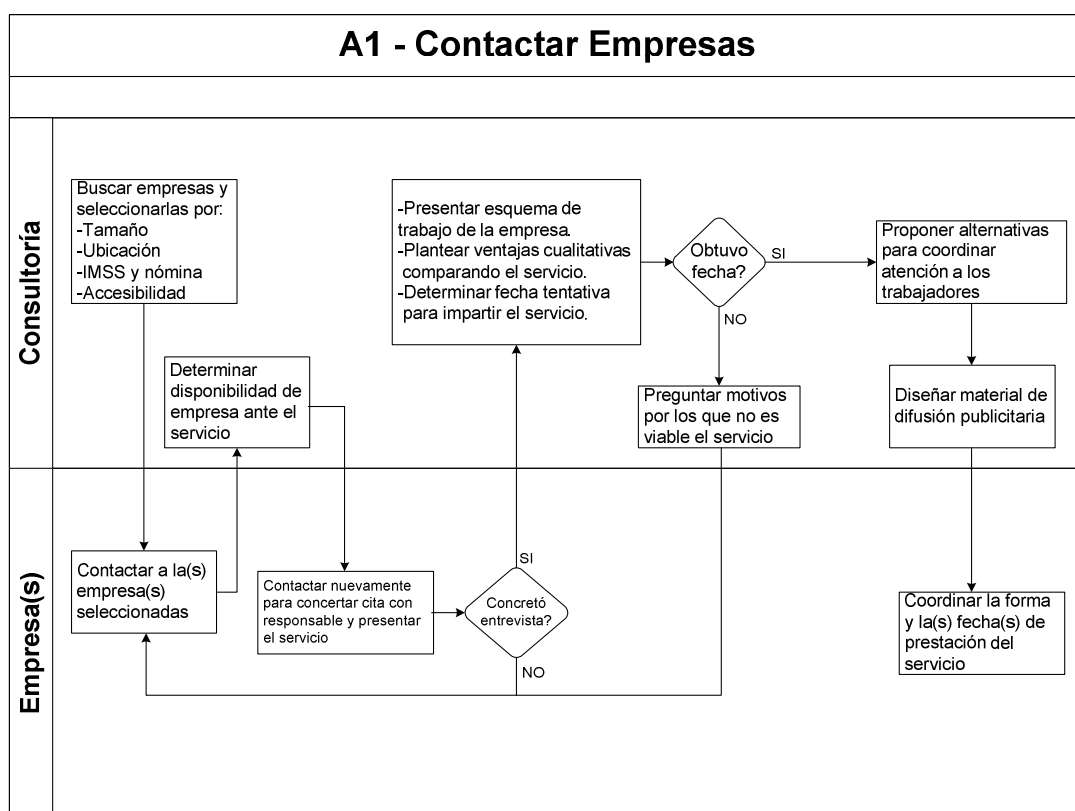 A1 - Contactar Empresas
Consultoría
Buscar empresas y
seleccionarlas por:
-Tamaño
-Ubicación
-IMSS y nómina
-Accesibilidad
Determinar
disponibilidad de
empresa ante el
servicio
-Presentar esquema de
trabajo de la empresa.
-Plantear ventajas cualitativas
comparando el servicio.
-Determinar fecha tentativa
para impartir el servicio.
Obtuvo
fecha?
SI
NO
Proponer alternativas
para coordinar
atención a los
trabajadores
Preguntar motivos
por los que no es
viable el servicio
Diseñar material de
difusión publicitaria
Empresa(s)
Contactar a la(s)
empresa(s)
seleccionadas
Contactar nuevamente
para concertar cita con
responsable y presentar
el servicio
Concretó
entrevista?
SI
NO
Coordinar la forma
y la(s) fecha(s) de
prestación del
servicio